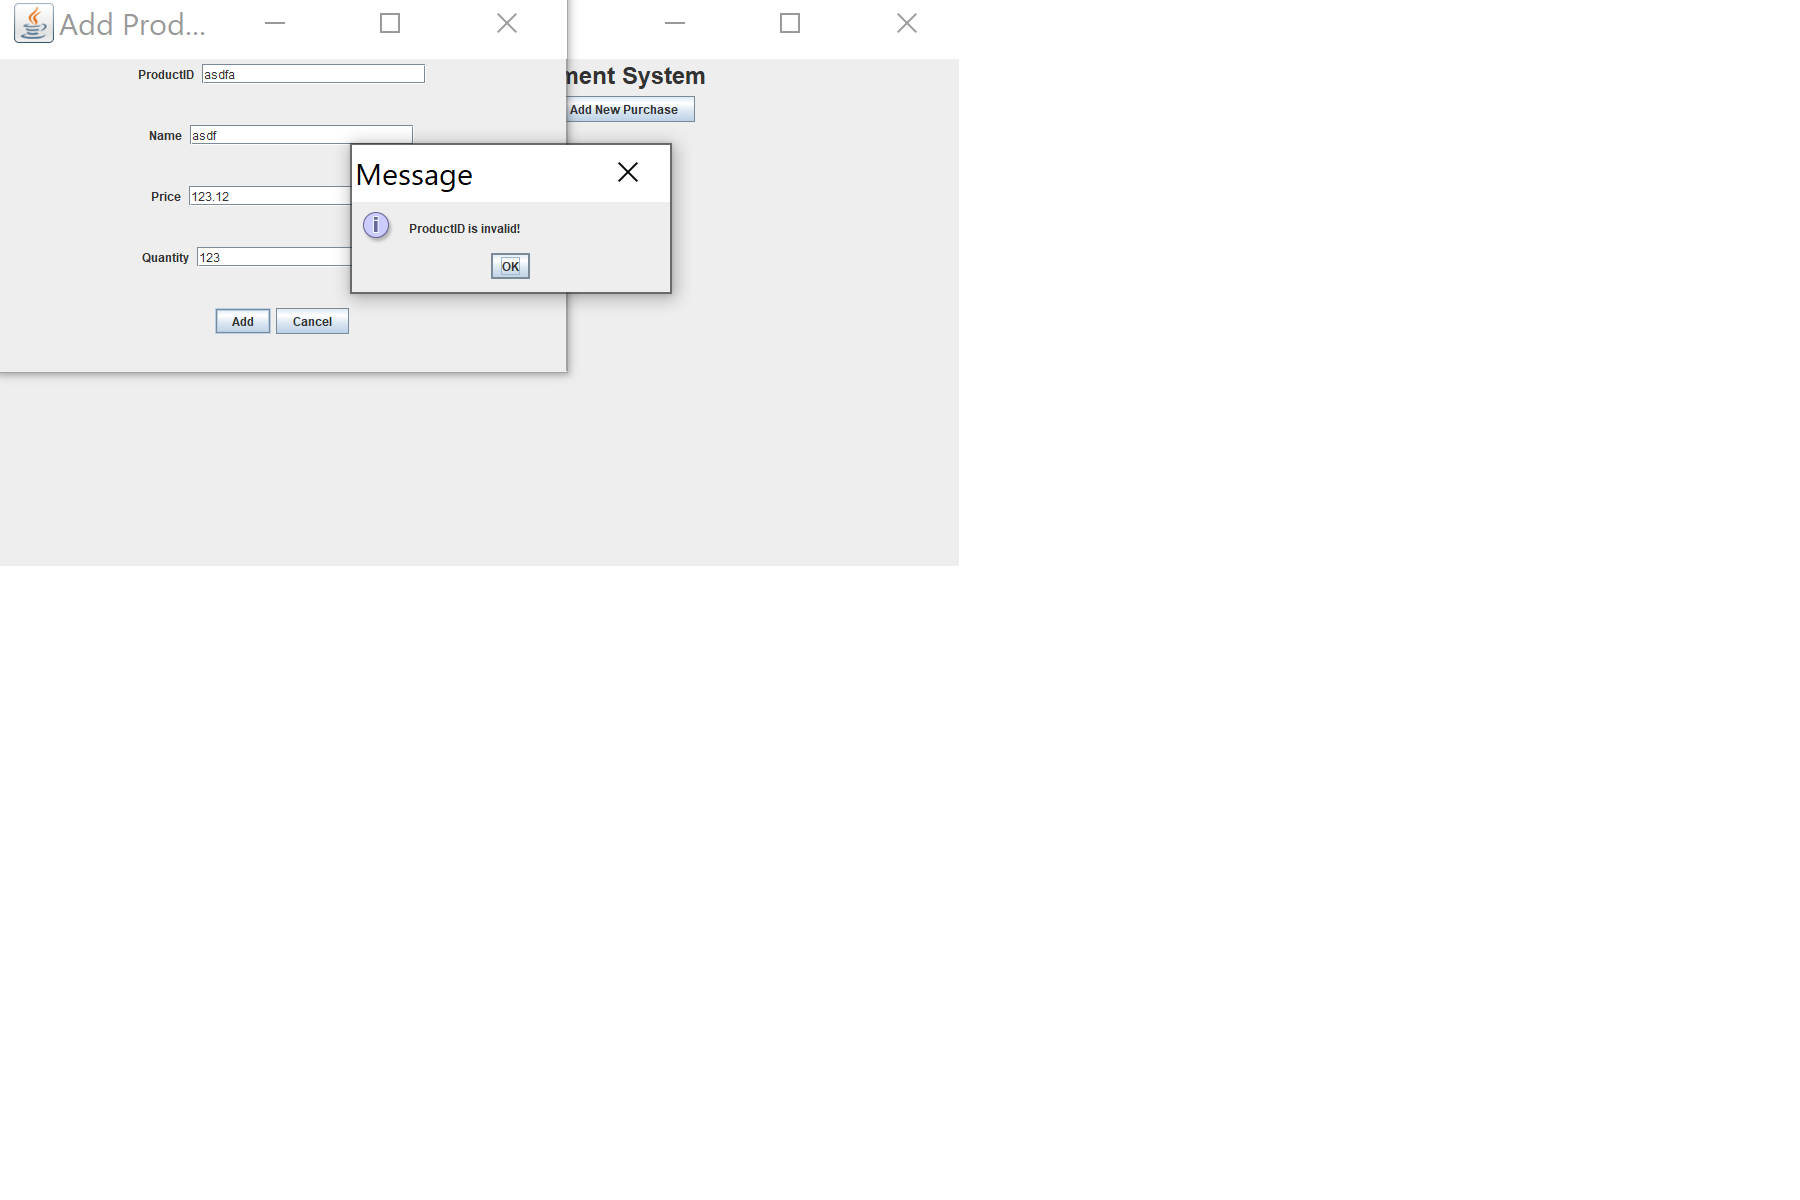 Add Prod...
ProductID asdfa
Name asdf
Price 123.12
Quantity 123
Add Cancel
ment System
Add New Purchase
Message
ProductID is invalid!
OK